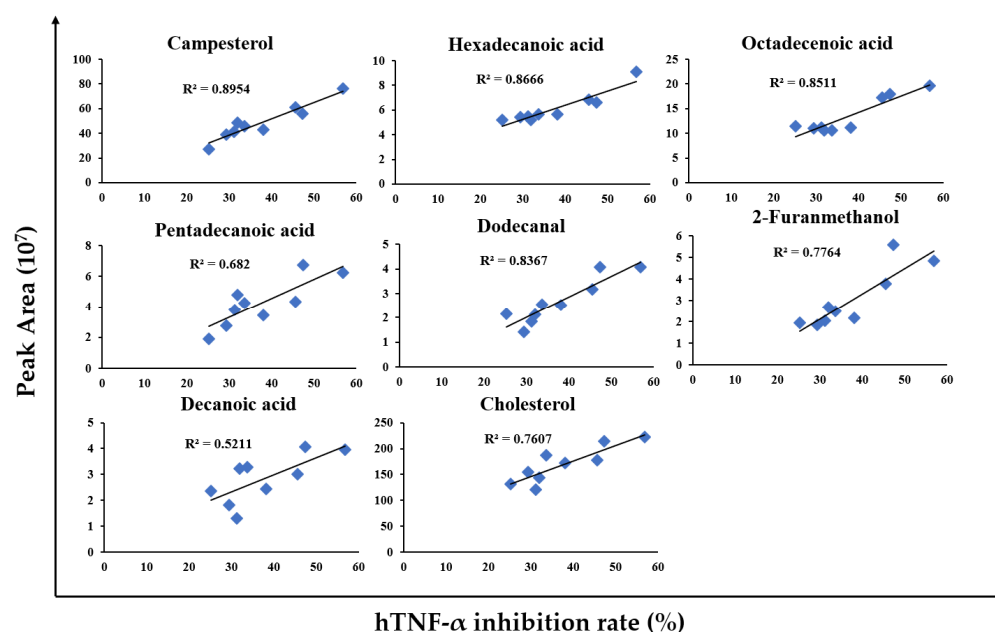 Peak Area (10⁷)
Campesterol
R² = 0.8954
100
80
60
40
20
0
0 10 20 30 40 50 60
Hexadecanoic acid
R² = 0.8666
10
8
6
4
2
0
0 10 20 30 40 50 60
Octadecenoic acid
R² = 0.8511
25
20
15
10
5
0
0 10 20 30 40 50 60
Pentadecanoic acid
R² = 0.682
8
6
4
2
0
0 10 20 30 40 50 60
Dodecanal
R² = 0.8367
5
4
3
2
1
0
0 10 20 30 40 50 60
2-Furanmethanol
R² = 0.7764
6
5
4
3
2
1
0
0 10 20 30 40 50 60
Decanoic acid
R² = 0.5211
5
4
3
2
1
0
0 10 20 30 40 50 60
Cholesterol
R² = 0.7607
250
200
150
100
50
0
0 10 20 30 40 50 60
hTNF-α inhibition rate (%)